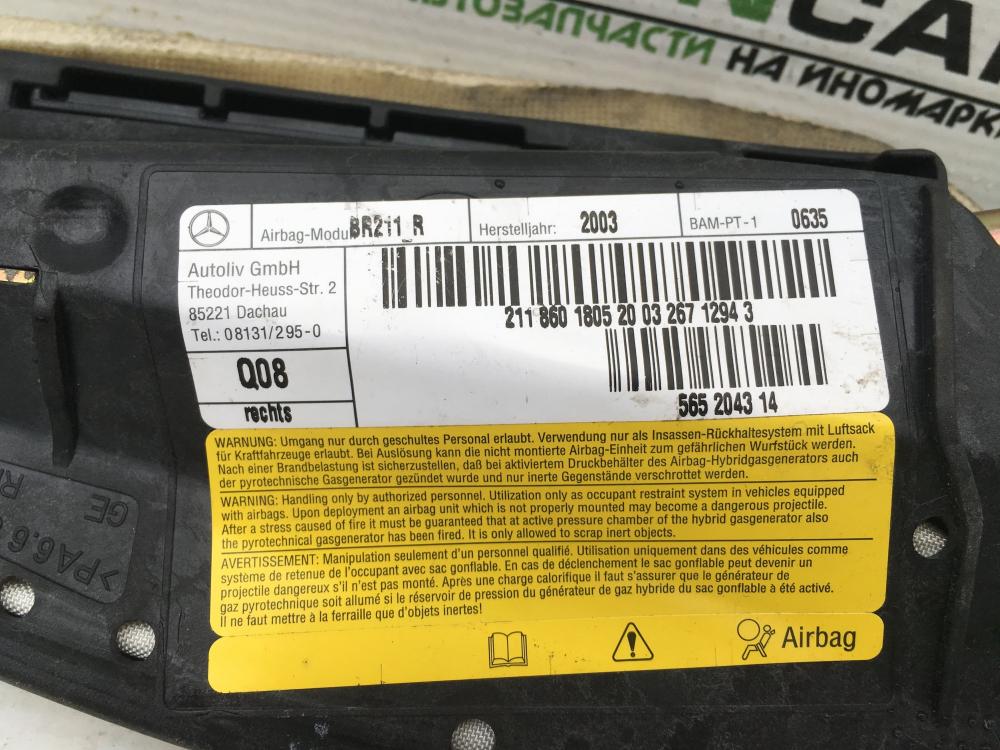 АВТОЗАПЧАСТИ НА ИНОМАРК
Airbag-Modul BR211 R
Herstelljahr: 2003
BAM-PT-1 0635
Autoliv GmbH
Theodor-Heuss-Str. 2
85221 Dachau
Tel.: 08131/295-0
Q08
rechts
211 860 1805 20 03 267 1294 3
565 2043 14
WARNUNG: Umgang nur durch geschultes Personal erlaubt. Verwendung nur als Insassen-Rückhaltesystem mit Luftsack
für Kraftfahrzeuge erlaubt. Bei Auslösung kann die nicht montierte Airbag-Einheit zum gefährlichen Wurfstück werden.
Nach einer Brandbelastung ist sicherzustellen, daß bei aktiviertem Druckbehälter des Airbag-Hybridgasgenerators auch
der pyrotechnische Gasgenerator gezündet wurde und nur inerte Gegenstände verschrottet werden.
WARNING: Handling only by authorized personnel. Utilization only as occupant restraint system in vehicles equipped
with airbags. Upon deployment an airbag unit which is not properly mounted may become a dangerous projectile.
After a stress caused of fire it must be guaranteed that at active pressure chamber of the hybrid gasgenerator also
the pyrotechnical gasgenerator has been fired. It is only allowed to scrap inert objects.
AVERTISSEMENT: Manipulation seulement d'un personnel qualifié. Utilisation uniquement dans des véhicules comme
système de retenue de l'occupant avec sac gonflable. En cas de déclenchement le sac gonflable peut devenir un
projectile dangereux s'il n'est pas monté. Après une charge calorifique il faut s'assurer que le générateur de
gaz pyrotechnique soit allumé si le réservoir de pression du générateur de gaz hybride du sac gonflable a été activé.
Il ne faut mettre à la ferraille que d'objets inertes!
Airbag
GE
>PA6.6